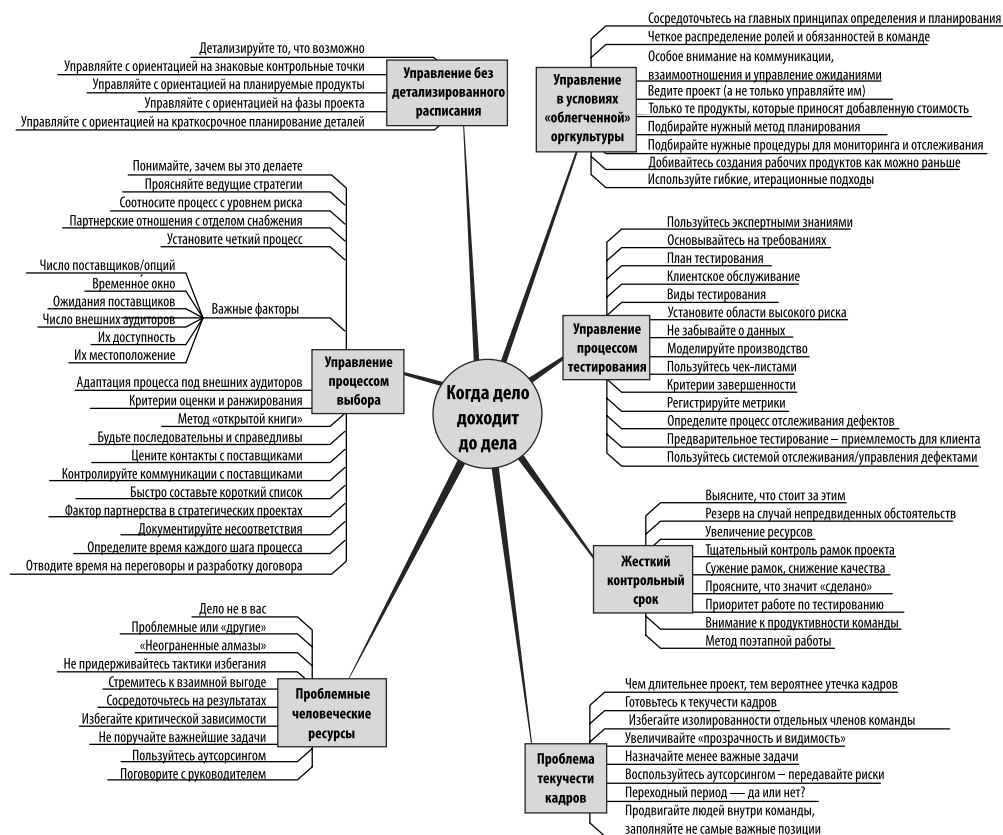 Когда дело
доходит
до дела
Управление без
детализированного
расписания
Детализируйте то, что возможно
Управляйте с ориентацией на знаковые контрольные точки
Управляйте с ориентацией на планируемые продукты
Управляйте с ориентацией на фазы проекта
Управляйте с ориентацией на краткосрочное планирование деталей
Управление
в условиях
«облегченной»
оргкультуры
Сосредоточьтесь на главных принципах определения и планирования
Четкое распределение ролей и обязанностей в команде
Особое внимание на коммуникации,
взаимоотношения и управление ожиданиями
Ведите проект (а не только управляйте им)
Только те продукты, которые приносят добавленную стоимость
Подбирайте нужный метод планирования
Подбирайте нужные процедуры для мониторинга и отслеживания
Добивайтесь создания рабочих продуктов как можно раньше
Используйте гибкие, итерационные подходы
Управление
процессом
выбора
Понимайте, зачем вы это делаете
Проясняйте ведущие стратегии
Соотносите процесс с уровнем риска
Партнерские отношения с отделом снабжения
Установите четкий процесс
Важные факторы
Число поставщиков/опций
Временно́е окно
Ожидания поставщиков
Число внешних аудиторов
Их доступность
Их местоположение
Адаптация процесса под внешних аудиторов
Критерии оценки и ранжирования
Метод «открытой книги»
Будьте последовательны и справедливы
Цените контакты с поставщиками
Контролируйте коммуникации с поставщиками
Быстро составьте короткий список
Фактор партнерства в стратегических проектах
Документируйте несоответствия
Определите время каждого шага процесса
Отводите время на переговоры и разработку договора
Управление
процессом
тестирования
Пользуйтесь экспертными знаниями
Основывайтесь на требованиях
План тестирования
Клиентское обслуживание
Виды тестирования
Установите области высокого риска
Не забывайте о данных
Моделируйте производство
Пользуйтесь чек-листами
Критерии завершенности
Регистрируйте метрики
Определите процесс отслеживания дефектов
Предварительное тестирование – приемлемость для клиента
Пользуйтесь системой отслеживания/управления дефектами
Жесткий
контрольный
срок
Выясните, что стоит за этим
Резерв на случай непредвиденных обстоятельств
Увеличение ресурсов
Тщательный контроль рамок проекта
Сужение рамок, снижение качества
Проясните, что значит «сделано»
Приоритет работе по тестированию
Внимание к продуктивности команды
Метод поэтапной работы
Проблемные
человеческие
ресурсы
Дело не в вас
Проблемные или «другие»
«Неограненные алмазы»
Не придерживайтесь тактики избегания
Стремитесь к взаимной выгоде
Сосредоточьтесь на результатах
Избегайте критической зависимости
Не поручайте важнейшие задачи
Пользуйтесь аутсорсингом
Поговорите с руководителем
Проблема
текучести
кадров
Чем длительнее проект, тем вероятнее утечка кадров
Готовьтесь к текучести кадров
Избегайте изолированности отдельных членов команды
Увеличивайте «прозрачность и видимость»
Назначайте менее важные задачи
Воспользуйтесь аутсорсингом – передавайте риски
Переходный период — да или нет?
Продвигайте людей внутри команды,
заполняйте не самые важные позиции